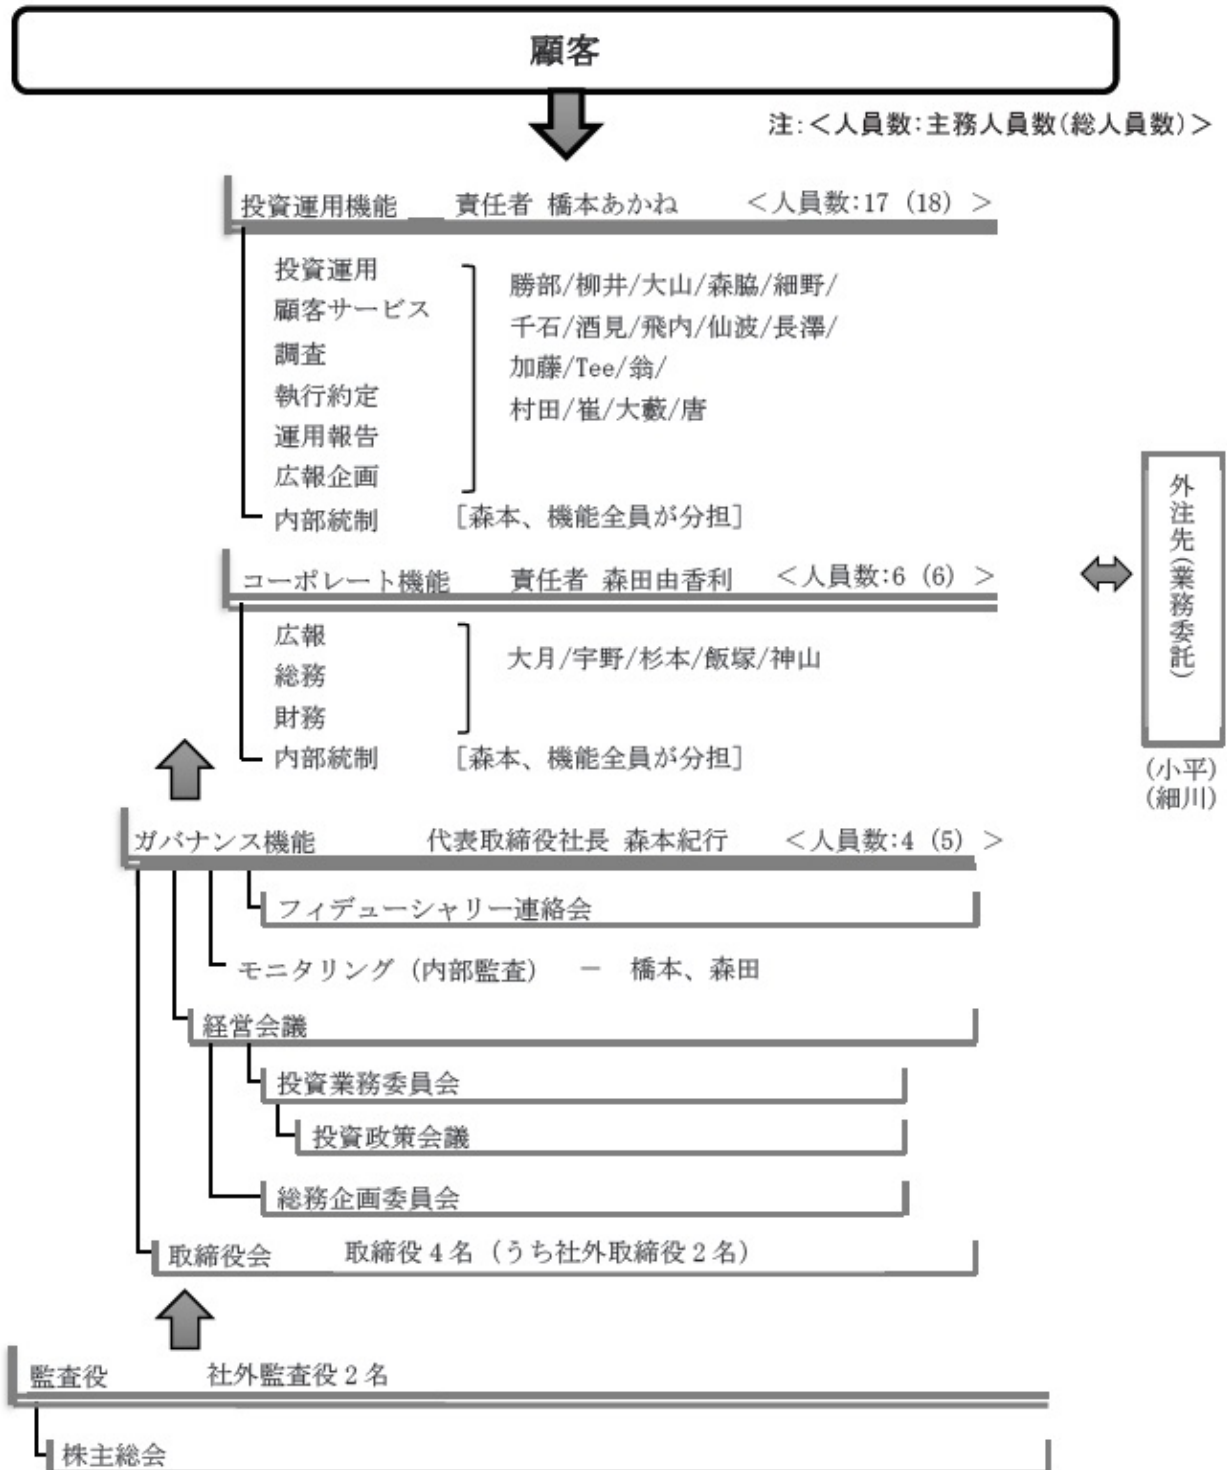 顧客
注:＜人員数:主務人員数(総人員数)＞
投資運用機能　責任者 橋本あかね　＜人員数:17 (18) ＞
投資運用
顧客サービス
調査
執行約定
運用報告
広報企画
勝部/柳井/大山/森脇/細野/
千石/酒見/飛内/仙波/長澤/
加藤/Tee/翁/
村田/崔/大藪/唐
内部統制　[森本、機能全員が分担]
コーポレート機能　責任者 森田由香利　＜人員数:6 (6) ＞
広報
総務
財務
大月/宇野/杉本/飯塚/神山
内部統制　[森本、機能全員が分担]
外注先(業務委託)
(小平)
(細川)
ガバナンス機能　代表取締役社長 森本紀行　＜人員数:4 (5) ＞
フィデューシャリー連絡会
モニタリング (内部監査)　－　橋本、森田
経営会議
投資業務委員会
投資政策会議
総務企画委員会
取締役会　取締役4名 (うち社外取締役2名)
監査役　社外監査役2名
株主総会